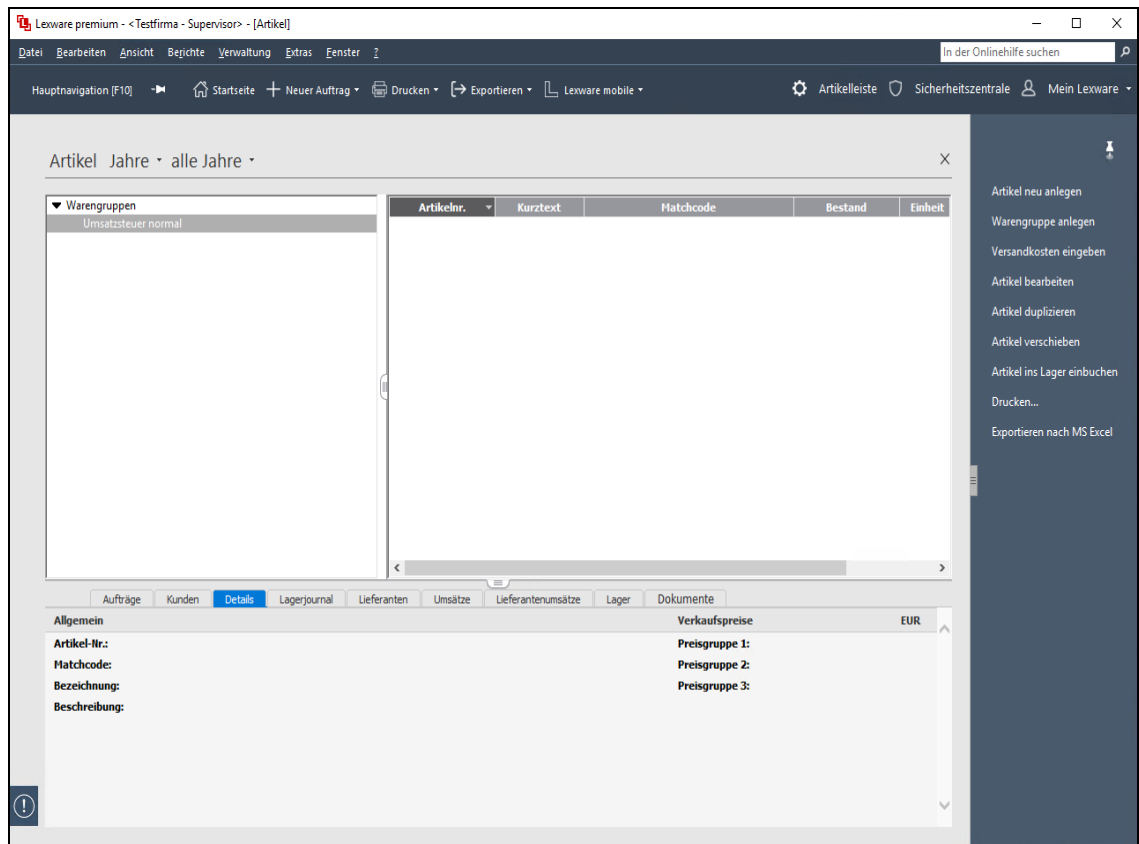 Lexware premium - <Testfirma - Supervisor> - [Artikel]
Datei Bearbeiten Ansicht Berichte Verwaltung Extras Fenster ?
In der Onlinehilfe suchen
Hauptnavigation [F10] Startseite Neuer Auftrag Drucken Exportieren Lexware mobile Artikelleiste Sicherheitszentrale Mein Lexware
Artikel Jahre alle Jahre
Warengruppen
Umsatzsteuer normal
Artikelnr. Kurztext Matchcode Bestand Einheit
Artikel neu anlegen
Warengruppe anlegen
Versandkosten eingeben
Artikel bearbeiten
Artikel duplizieren
Artikel verschieben
Artikel ins Lager einbuchen
Drucken...
Exportieren nach MS Excel
Aufträge Kunden Details Lagerjournal Lieferanten Umsätze Lieferantenumsätze Lager Dokumente
Allgemein Verkaufspreise EUR
Artikel-Nr.: Preisgruppe 1:
Matchcode: Preisgruppe 2:
Bezeichnung: Preisgruppe 3:
Beschreibung: